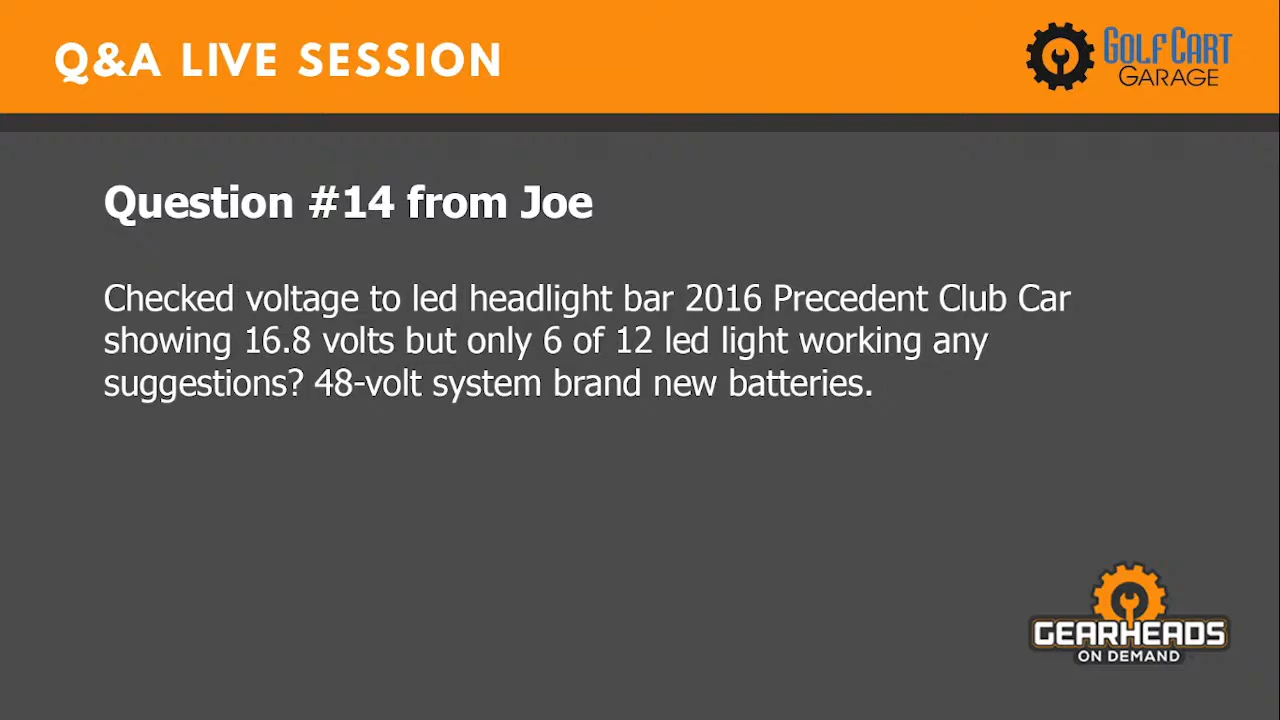 Q&A LIVE SESSION
GOLF CART
GARAGE
Question #14 from Joe
Checked voltage to led headlight bar 2016 Precedent Club Car
showing 16.8 volts but only 6 of 12 led light working any
suggestions? 48-volt system brand new batteries.
GEARHEADS
ON DEMAND